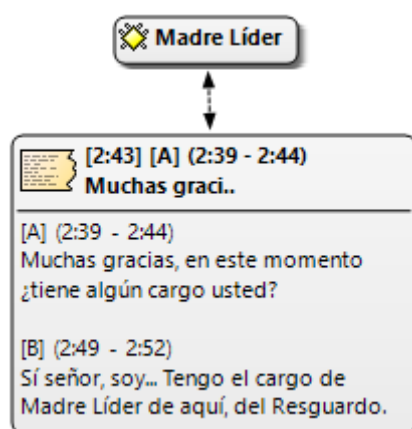 Madre Líder
[2:43] [A] (2:39 - 2:44)
Muchas graci..
[A] (2:39 - 2:44)
Muchas gracias, en este momento
¿tiene algún cargo usted?
[B] (2:49 - 2:52)
Sí señor, soy... Tengo el cargo de
Madre Líder de aquí, del Resguardo.